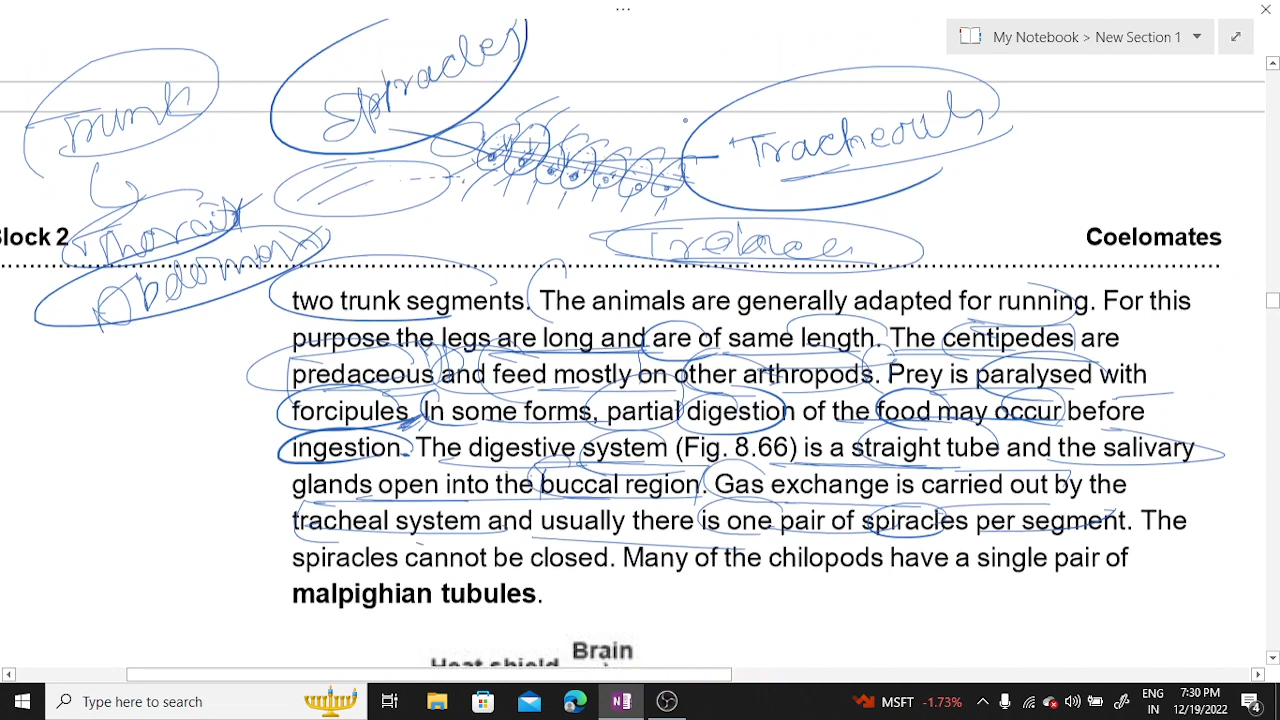 ...
My Notebook > New Section 1
Trunk
Spiracles
Tracheouls
Block 2
Coelomates
two trunk segments. The animals are generally adapted for running. For this
purpose the legs are long and are of same length. The centipedes are
predaceous and feed mostly on other arthropods. Prey is paralysed with
forcipules. In some forms, partial digestion of the food may occur before
ingestion. The digestive system (Fig. 8.66) is a straight tube and the salivary
glands open into the buccal region. Gas exchange is carried out by the
tracheal system and usually there is one pair of spiracles per segment. The
spiracles cannot be closed. Many of the chilopods have a single pair of
malpighian tubules.
Heat shield Brain
Type here to search
MSFT -1.73%
ENG
IN
7:30 PM
12/19/2022
4